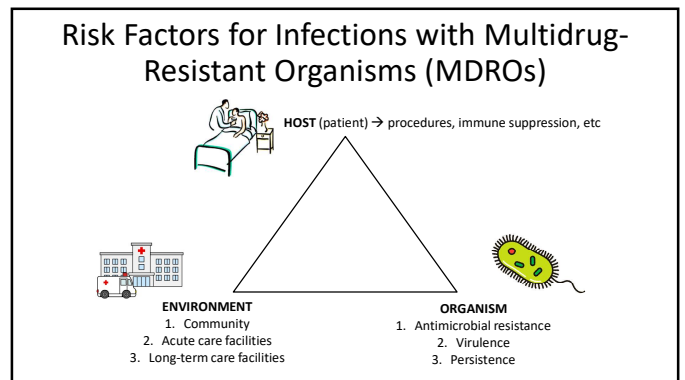 Risk Factors for Infections with Multidrug-
Resistant Organisms (MDROs)
HOST (patient) → procedures, immune suppression, etc
ENVIRONMENT
1. Community
2. Acute care facilities
3. Long-term care facilities
ORGANISM
1. Antimicrobial resistance
2. Virulence
3. Persistence